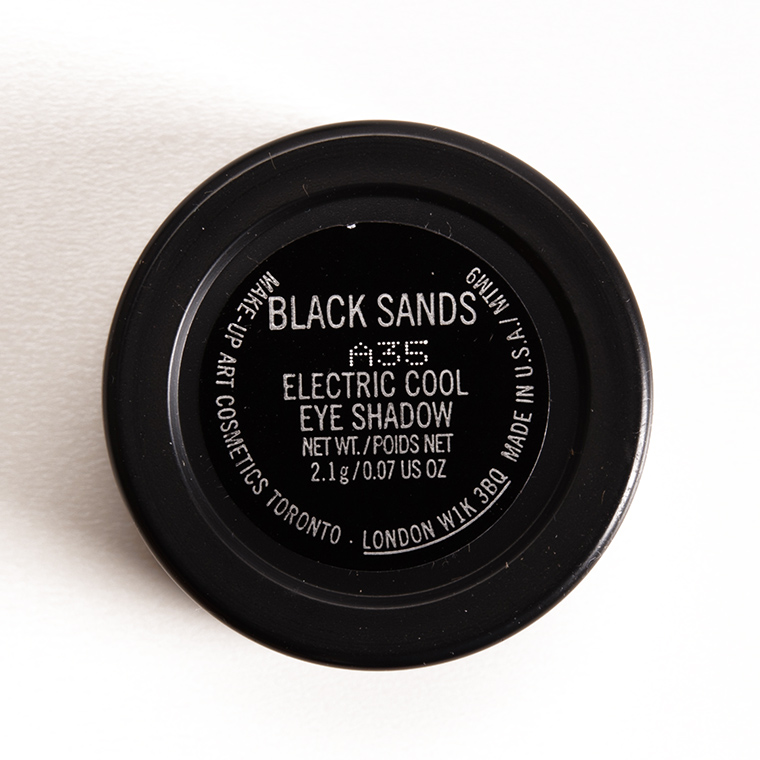 BLACK SANDS
A35
ELECTRIC COOL
EYE SHADOW
NET WT./POIDS NET
2.1g/0.07 US OZ
MAKE-UP ART COSMETICS TORONTO · LONDON W1K 3BQ MADE IN U.S.A./MTM9